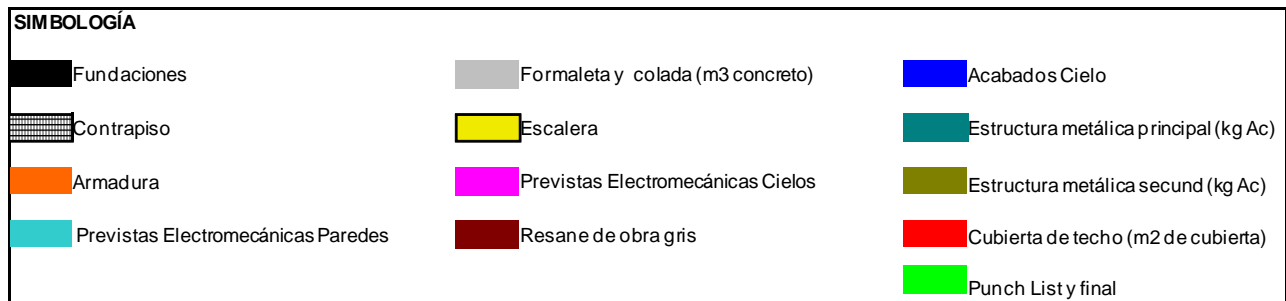 SIMBOLOGÍA
Fundaciones
Formaleta y colada (m3 concreto)
Acabados Cielo
Contrapiso
Escalera
Estructura metálica principal (kg Ac)
Armadura
Previstas Electromecánicas Cielos
Estructura metálica secund (kg Ac)
Previstas Electromecánicas Paredes
Resane de obra gris
Cubierta de techo (m2 de cubierta)
Punch List y final